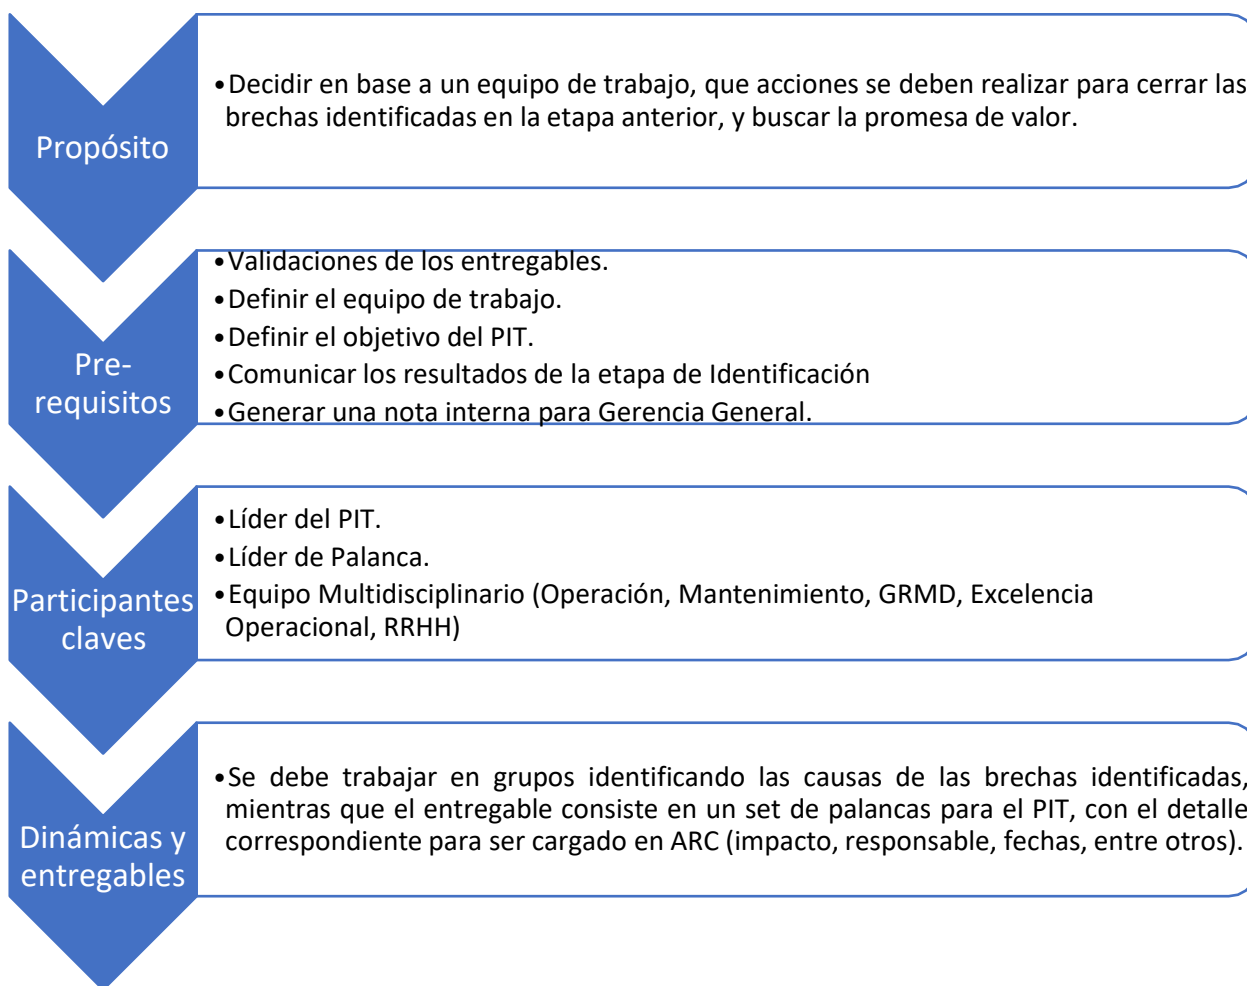 Propósito
•Decidir en base a un equipo de trabajo, que acciones se deben realizar para cerrar las
brechas identificadas en la etapa anterior, y buscar la promesa de valor.
Pre-
requisitos
•Validaciones de los entregables.
•Definir el equipo de trabajo.
•Definir el objetivo del PIT.
•Comunicar los resultados de la etapa de Identificación
•Generar una nota interna para Gerencia General.
Participantes
claves
•Líder del PIT.
•Líder de Palanca.
•Equipo Multidisciplinario (Operación, Mantenimiento, GRMD, Excelencia
Operacional, RRHH)
Dinámicas y
entregables
•Se debe trabajar en grupos identificando las causas de las brechas identificadas,
mientras que el entregable consiste en un set de palancas para el PIT, con el detalle
correspondiente para ser cargado en ARC (impacto, responsable, fechas, entre otros).